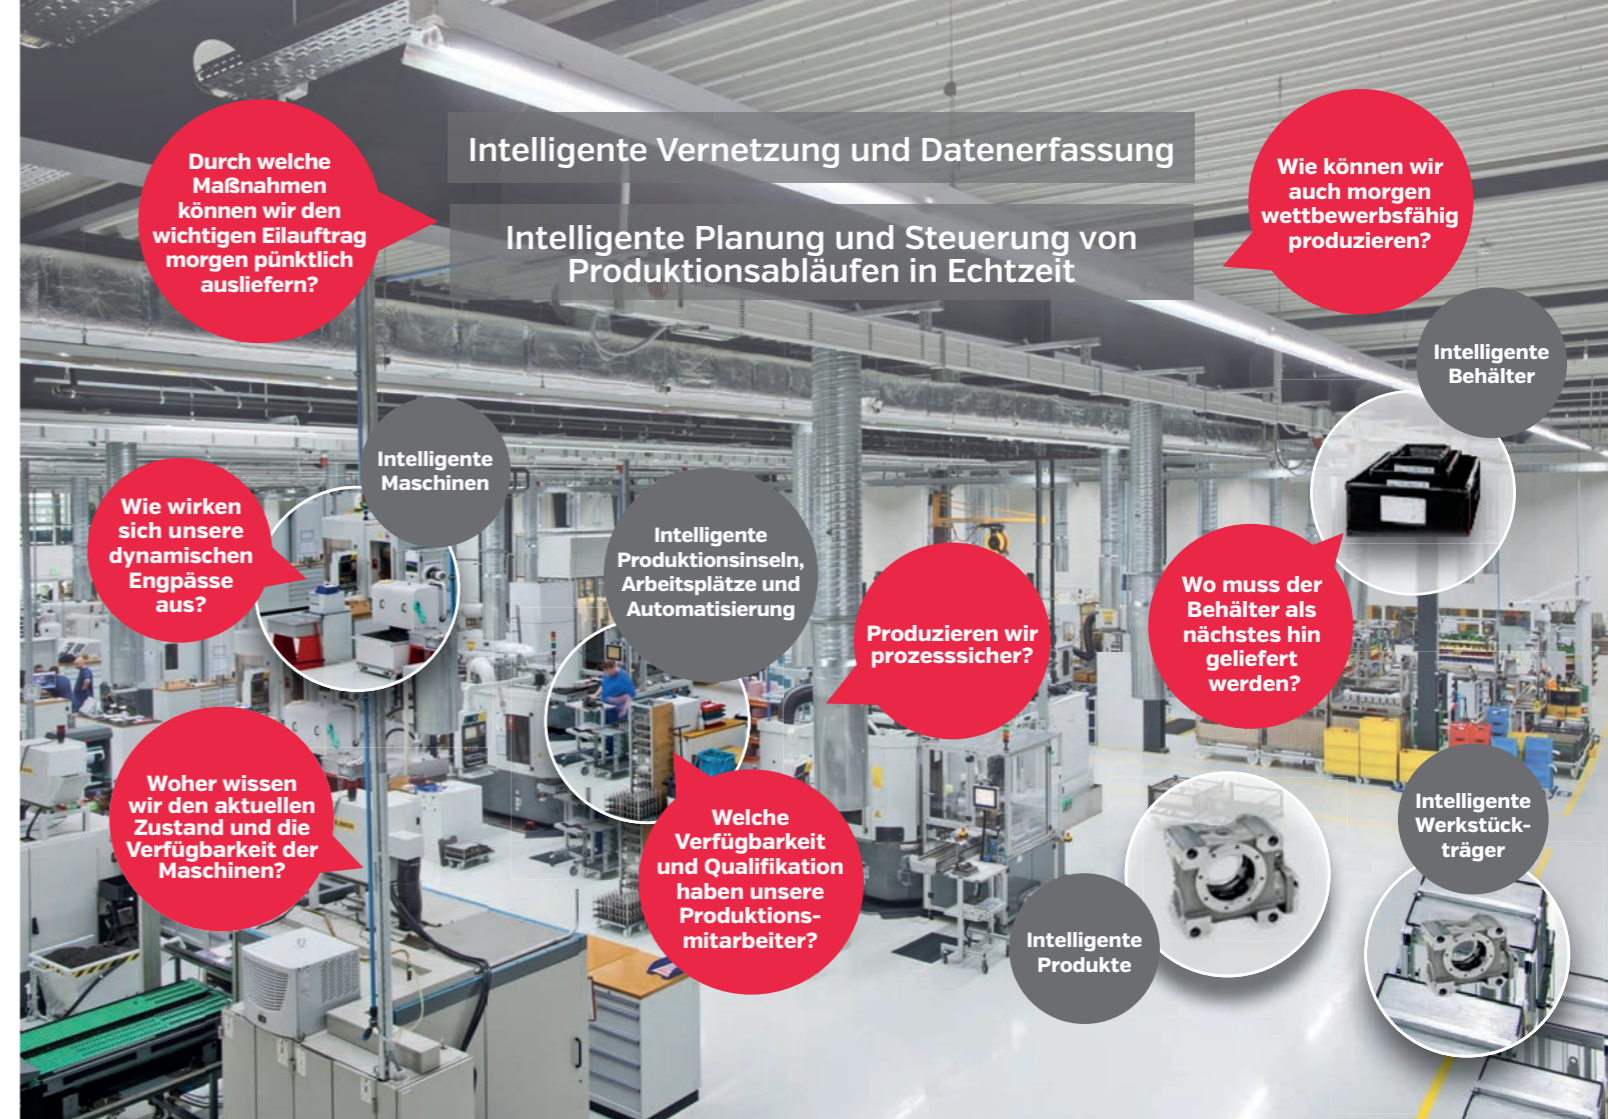 Intelligente Vernetzung und Datenerfassung
Intelligente Planung und Steuerung von
Produktionsabläufen in Echtzeit
Durch welche
Maßnahmen
können wir den
wichtigen Eilauftrag
morgen pünktlich
ausliefern?
Wie können wir
auch morgen
wettbewerbsfähig
produzieren?
Intelligente
Behälter
Intelligente
Maschinen
Wie wirken
sich unsere
dynamischen
Engpässe
aus?
Intelligente
Produktionsinseln,
Arbeitsplätze und
Automatisierung
Produzieren wir
prozesssicher?
Wo muss der
Behälter als
nächstes hin
geliefert
werden?
Woher wissen
wir den aktuellen
Zustand und die
Verfügbarkeit der
Maschinen?
Welche
Verfügbarkeit
und Qualifikation
haben unsere
Produktions-
mitarbeiter?
Intelligente
Produkte
Intelligente
Werkstück-
träger